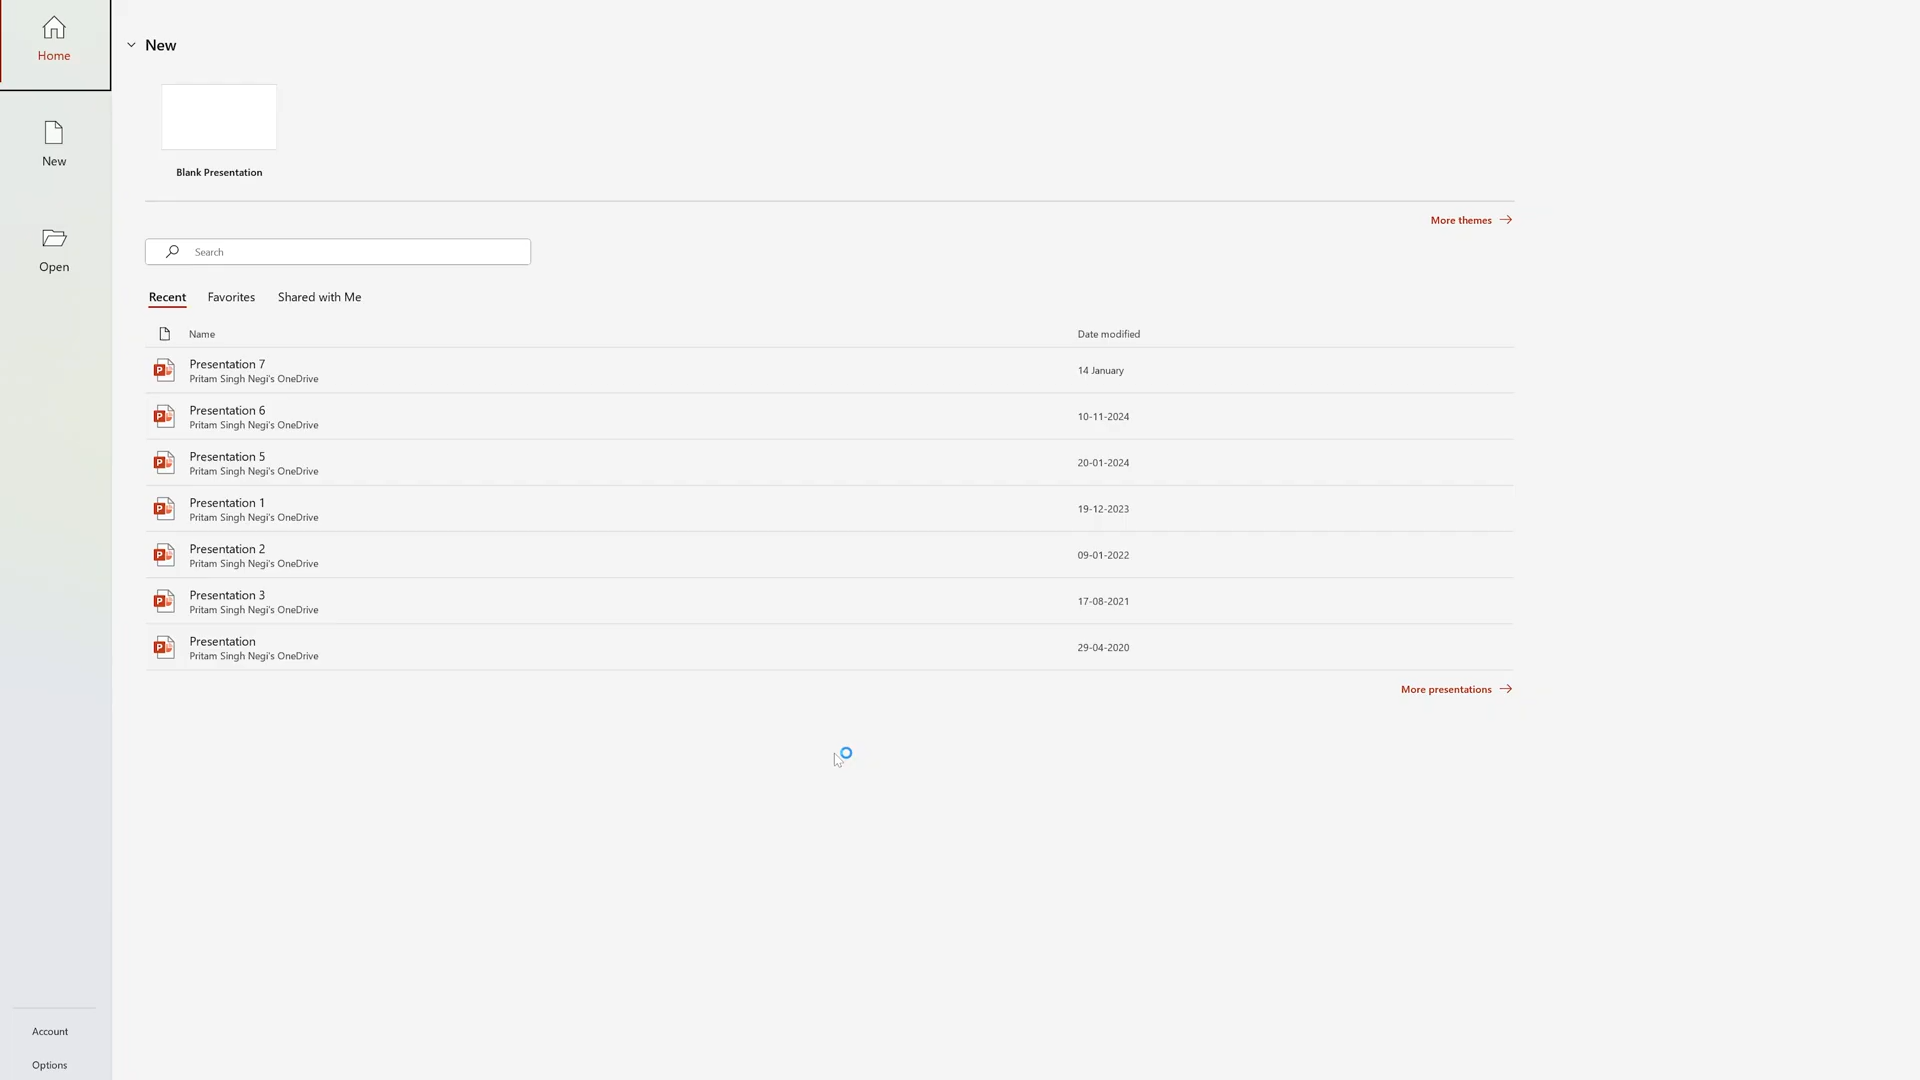 Home
New
Blank Presentation
New
More themes
Open
Search
Recent Favorites Shared with Me
Name Date modified
Presentation 7
Pritam Singh Negi's OneDrive
14 January
Presentation 6
Pritam Singh Negi's OneDrive
10-11-2024
Presentation 5
Pritam Singh Negi's OneDrive
20-01-2024
Presentation 1
Pritam Singh Negi's OneDrive
19-12-2023
Presentation 2
Pritam Singh Negi's OneDrive
09-01-2022
Presentation 3
Pritam Singh Negi's OneDrive
17-08-2021
Presentation
Pritam Singh Negi's OneDrive
29-04-2020
More presentations
Account
Options